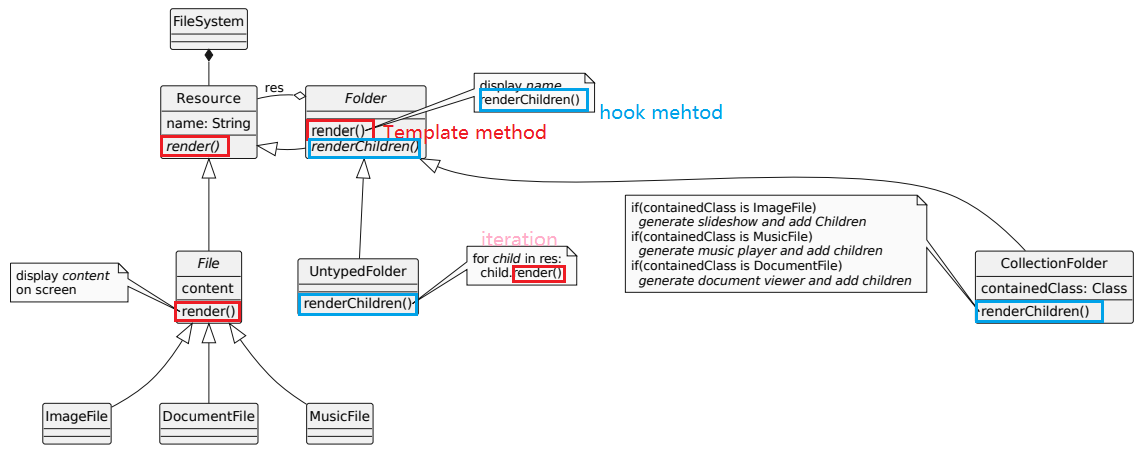 FileSystem
Resource
name: String
render()
res
Folder
render()
renderChildren()
Template method
display name
renderChildren()
hook mehtod
if(containedClass is ImageFile)
generate slideshow and add Children
if(containedClass is MusicFile)
generate music player and add children
if(containedClass is DocumentFile)
generate document viewer and add children
iteration
for child in res:
child.render()
display content
on screen
File
content
render()
UntypedFolder
renderChildren()
CollectionFolder
containedClass: Class
renderChildren()
ImageFile
DocumentFile
MusicFile